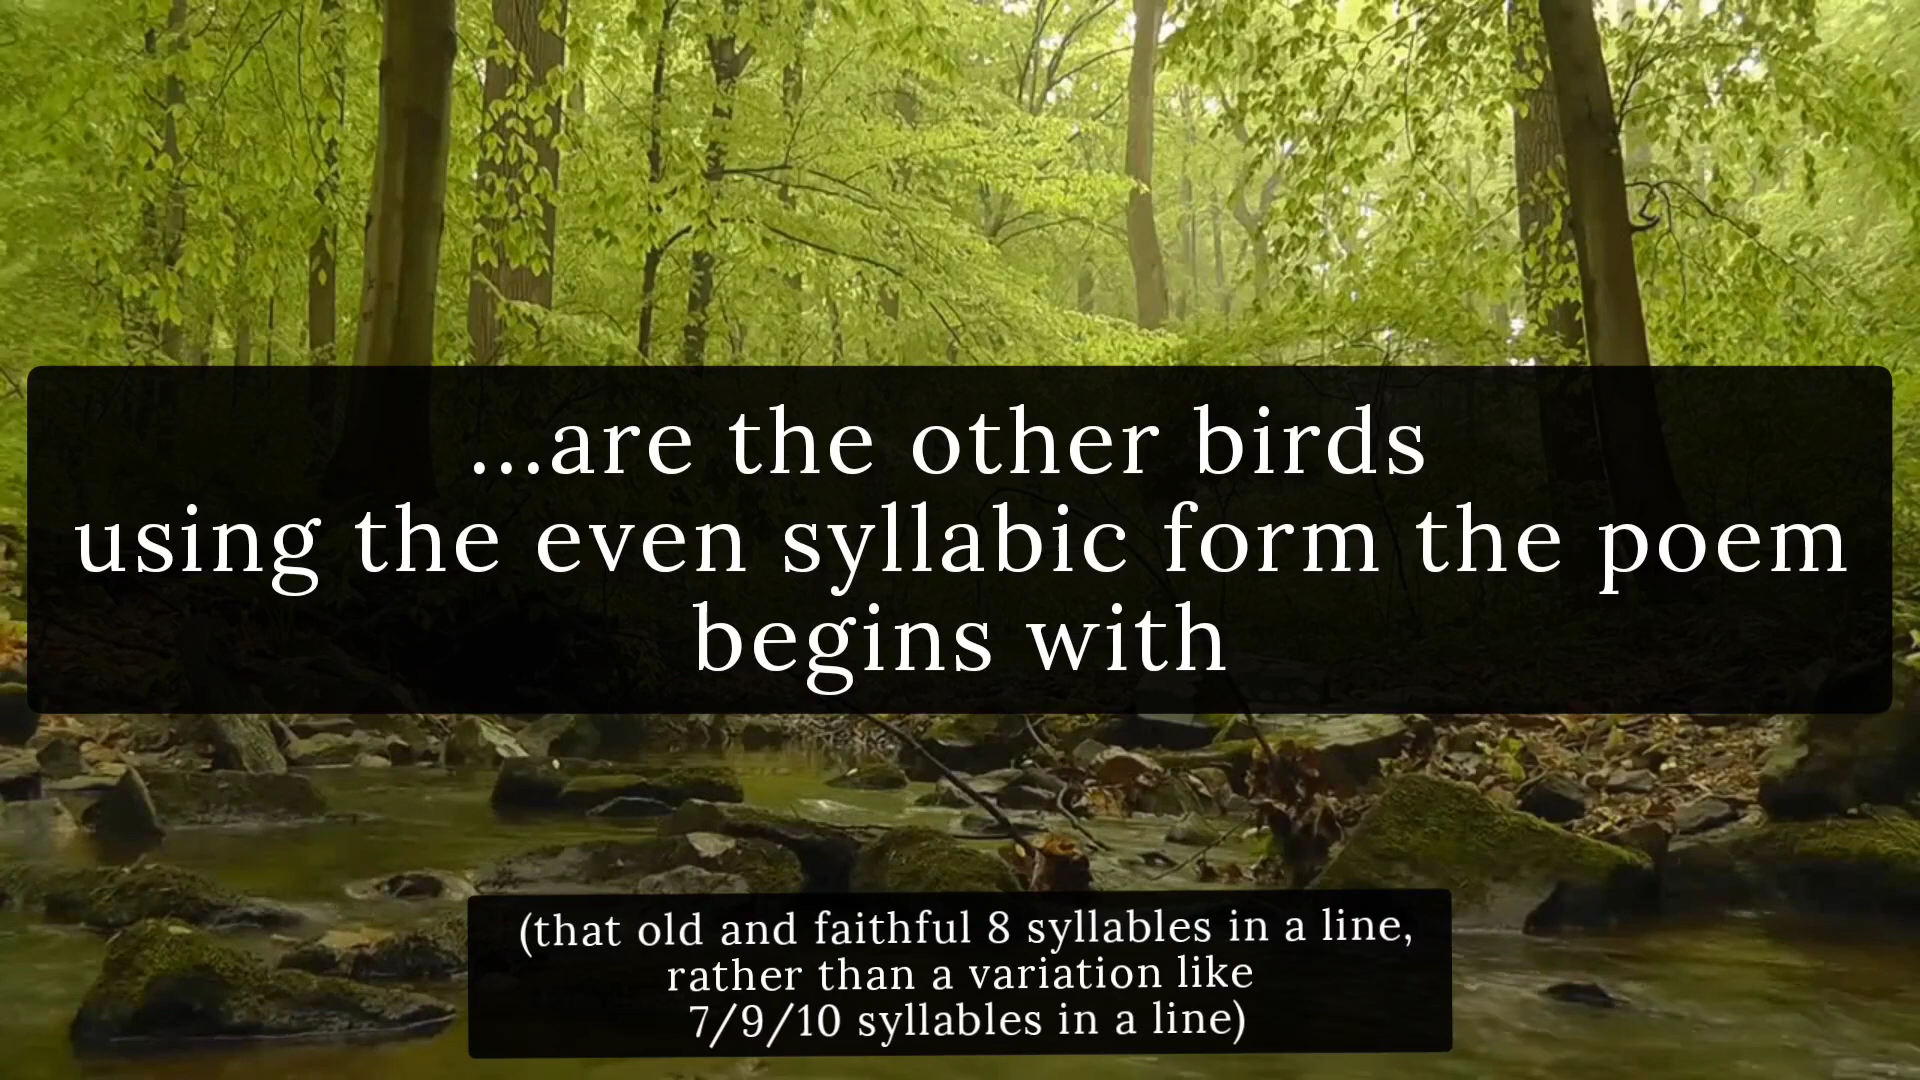 ...are the other birds
using the even syllabic form the poem
begins with
(that old and faithful 8 syllables in a line,
rather than a variation like
7/9/10 syllables in a line)